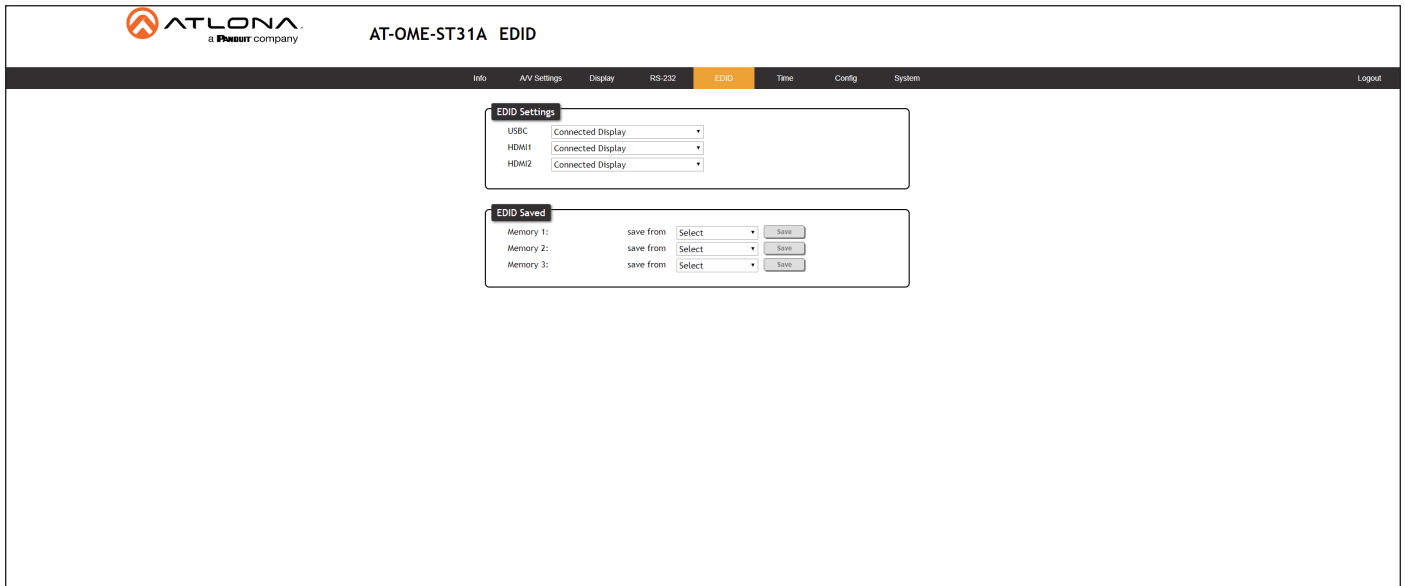 ATLONA.
a PANDUIT company
AT-OME-ST31A EDID
Info A/V Settings Display RS-232 EDID Time Config System Logout
EDID Settings
USBC Connected Display
HDMI1 Connected Display
HDMI2 Connected Display
EDID Saved
Memory 1: save from Select Save
Memory 2: save from Select Save
Memory 3: save from Select Save